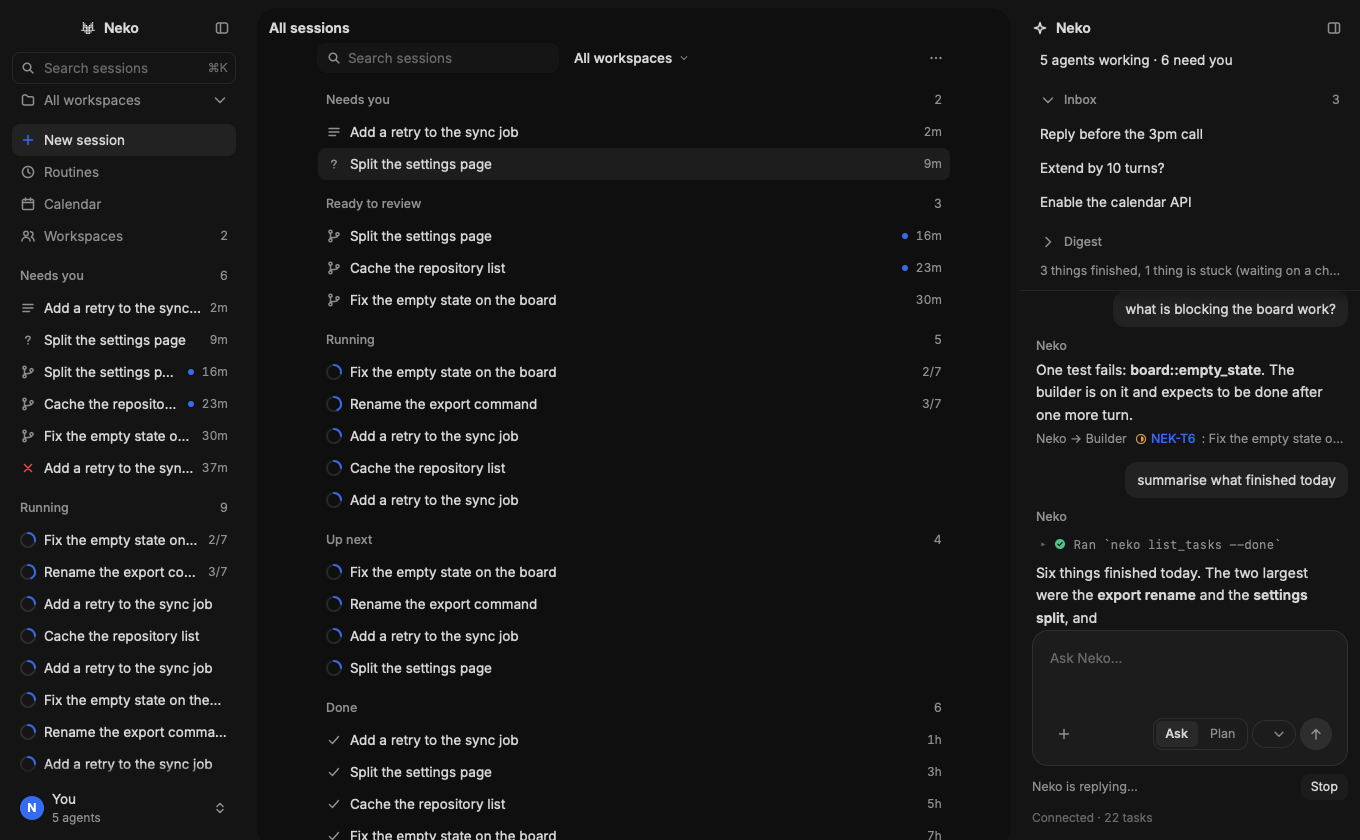 Neko
Search sessions ⌘K
All workspaces
New session
Routines
Calendar
Workspaces 2
Needs you 6
Add a retry to the sync... 2m
? Split the settings page 9m
Split the settings p... 16m
Cache the reposito... 23m
Fix the empty state o... 30m
Add a retry to the syn... 37m
Running 9
Fix the empty state on... 2/7
Rename the export co... 3/7
Add a retry to the sync job
Cache the repository list
Add a retry to the sync job
Fix the empty state on the...
Rename the export comma...
Add a retry to the sync job
N You
5 agents
All sessions
Search sessions All workspaces ...
Needs you 2
Add a retry to the sync job 2m
? Split the settings page 9m
Ready to review 3
Split the settings page 16m
Cache the repository list 23m
Fix the empty state on the board 30m
Running 5
Fix the empty state on the board 2/7
Rename the export command 3/7
Add a retry to the sync job
Cache the repository list
Add a retry to the sync job
Up next 4
Fix the empty state on the board
Rename the export command
Add a retry to the sync job
Split the settings page
Done 6
Add a retry to the sync job 1h
Split the settings page 3h
Cache the repository list 5h
Fix the empty state on the board 7h
Neko
5 agents working · 6 need you
Inbox 3
Reply before the 3pm call
Extend by 10 turns?
Enable the calendar API
Digest
3 things finished, 1 thing is stuck (waiting on a ch...
what is blocking the board work?
Neko
One test fails: board::empty_state. The
builder is on it and expects to be done after
one more turn.
Neko → Builder NEK-T6 : Fix the empty state o...
summarise what finished today
Neko
Ran `neko list_tasks --done`
Six things finished today. The two largest
were the export rename and the settings
split, and
Ask Neko...
Ask Plan
Neko is replying... Stop
Connected · 22 tasks